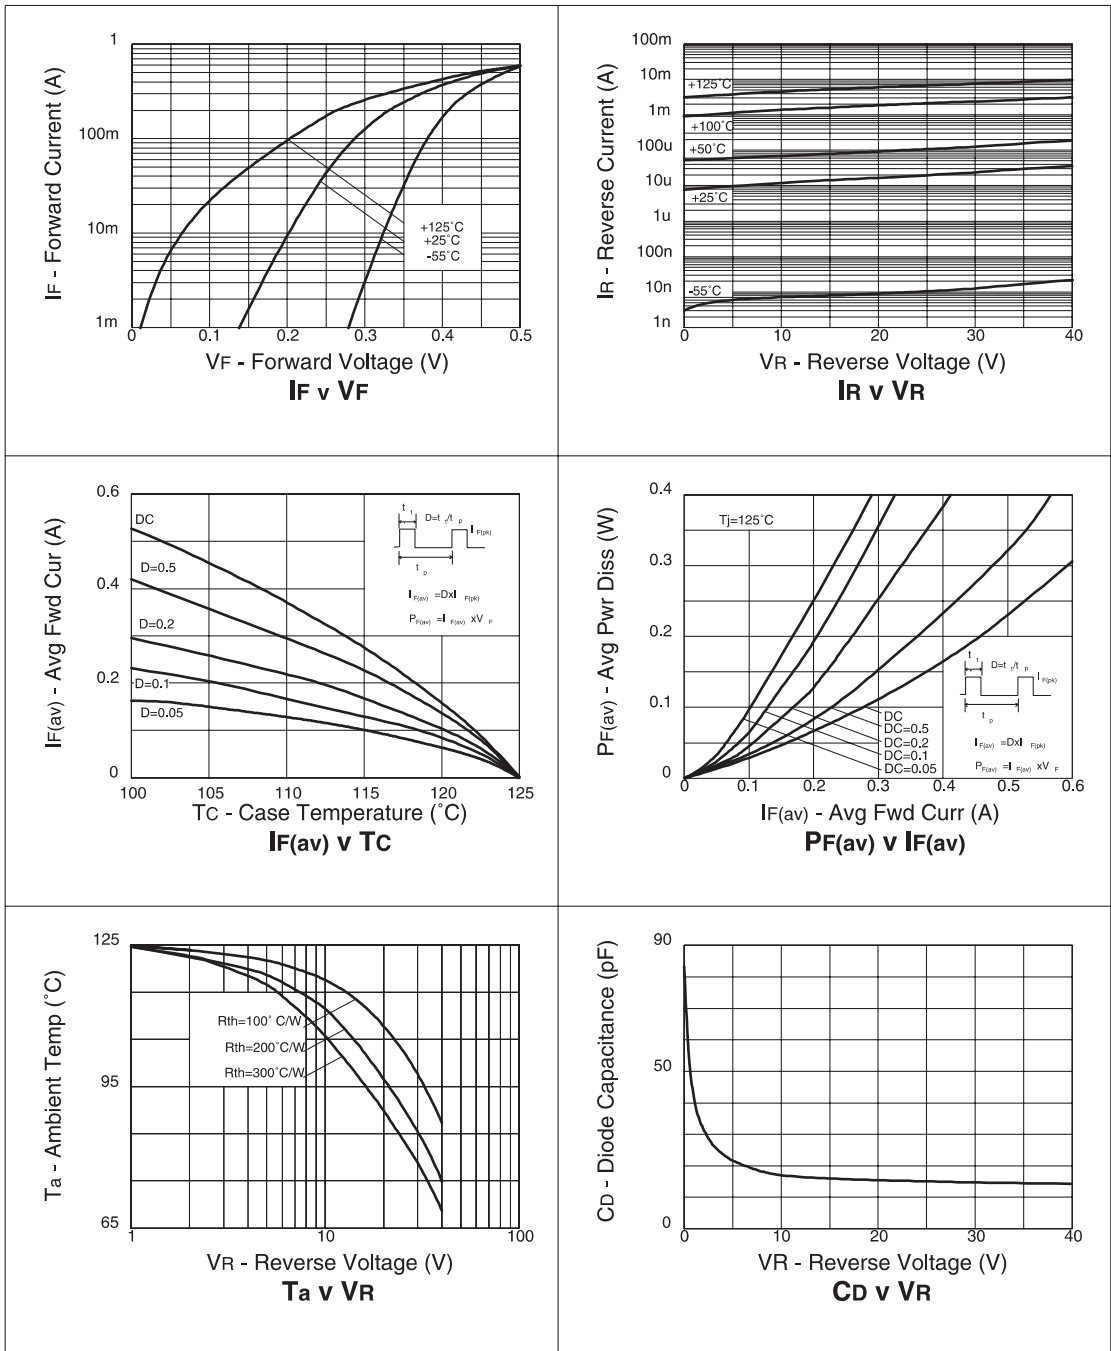 IF - Forward Current (A)
1
100m
10m
1m
+125°C
+25°C
-55°C
0 0.1 0.2 0.3 0.4 0.5
VF - Forward Voltage (V)
IF v VF
IR - Reverse Current (A)
100m
10m
1m
100u
10u
1u
100n
10n
1n
+125°C
+100°C
+50°C
+25°C
-55°C
0 10 20 30 40
VR - Reverse Voltage (V)
IR v VR
IF(av) - Avg Fwd Cur (A)
0.6
0.4
0.2
0
DC
D=0.5
D=0.2
D=0.1
D=0.05
t1 D=t1/tp
IF(pk)
tp
IF(av) =DxIF(pk)
PF(av) =IF(av) xVF
100 105 110 115 120 125
TC - Case Temperature (°C)
IF(av) v TC
PF(av) - Avg Pwr Diss (W)
0.4
0.3
0.2
0.1
0
Tj=125°C
t1 D=t1/tp
IF(pk)
tp
IF(av) =DxIF(pk)
PF(av) =IF(av) xVF
DC
DC=0.5
DC=0.2
DC=0.1
DC=0.05
0 0.1 0.2 0.3 0.4 0.5 0.6
IF(av) - Avg Fwd Curr (A)
PF(av) v IF(av)
Ta - Ambient Temp (°C)
125
95
65
Rth=100°C/W
Rth=200°C/W
Rth=300°C/W
1 10 100
VR - Reverse Voltage (V)
Ta v VR
CD - Diode Capacitance (pF)
90
50
0
0 10 20 30 40
VR - Reverse Voltage (V)
CD v VR